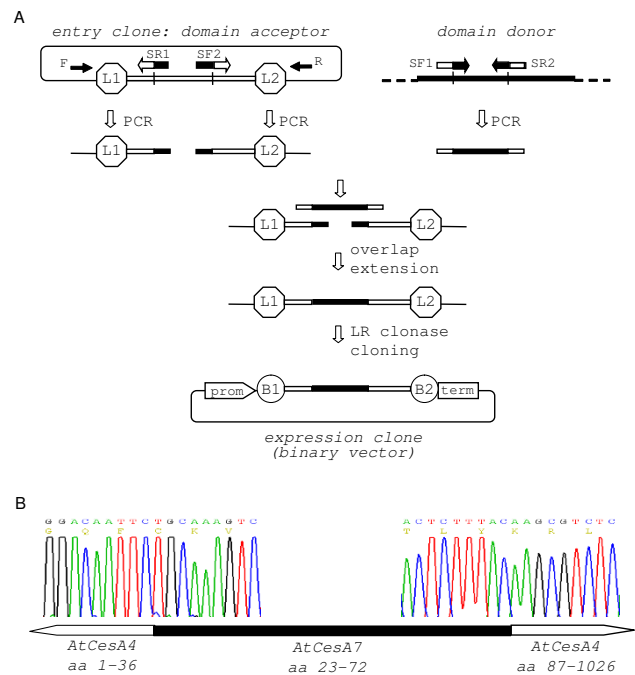 A
entry clone: domain acceptor
domain donor
F SR1 SF2 R
L1 L2
SF1 SR2
PCR PCR PCR
L1 L2
L1 L2
overlap
extension
L1 L2
LR clonase
cloning
prom B1 B2 term
expression clone
(binary vector)
B
G G A C A A T T C T G C A A A G T C
G Q F C K V
A C T C T T T A C A A G C G T C T C
T L Y K R L
AtCesA4
aa 1-36
AtCesA7
aa 23-72
AtCesA4
aa 87-1026